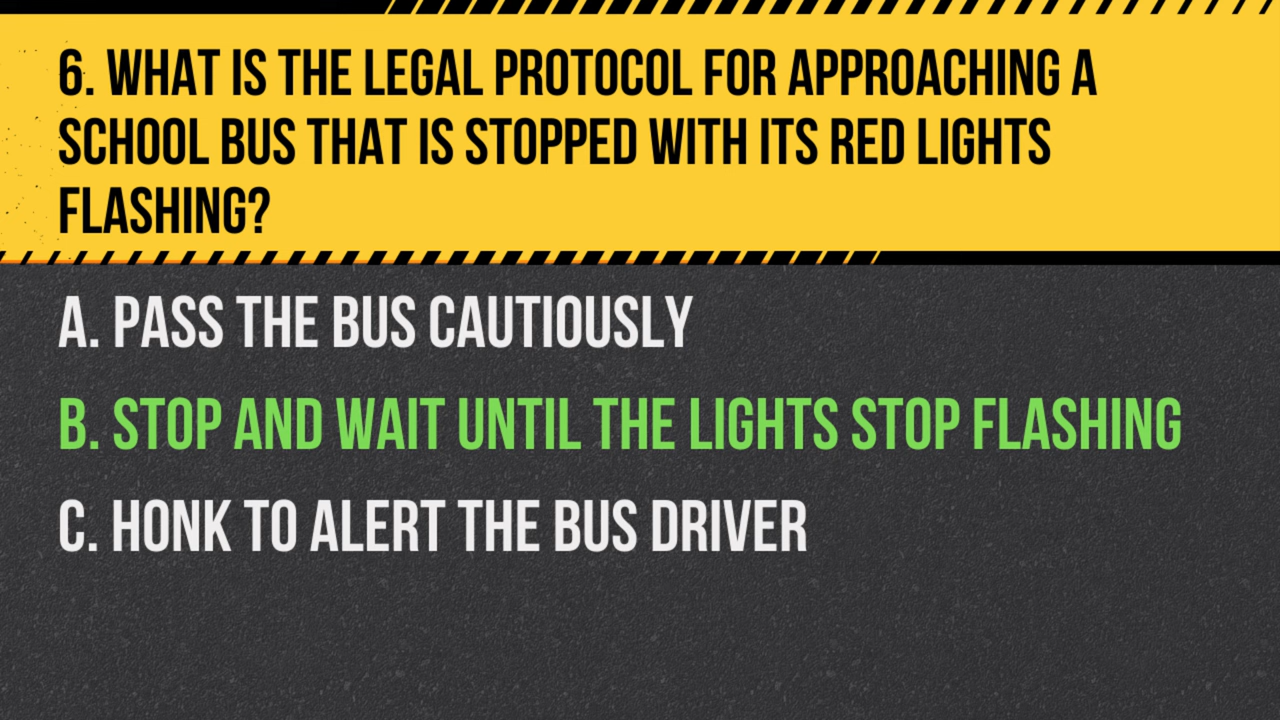 6. WHAT IS THE LEGAL PROTOCOL FOR APPROACHING A
SCHOOL BUS THAT IS STOPPED WITH ITS RED LIGHTS
FLASHING?
A. PASS THE BUS CAUTIOUSLY
B. STOP AND WAIT UNTIL THE LIGHTS STOP FLASHING
C. HONK TO ALERT THE BUS DRIVER